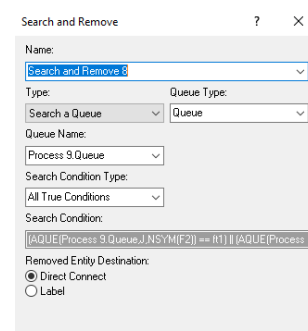 Search and Remove ? ×
Name:
Search and Remove 8
Type: Queue Type:
Search a Queue Queue
Queue Name:
Process 9.Queue
Search Condition Type:
All True Conditions
Search Condition:
(AQUE(Process 9.Queue,J,NSYM(F2)) == ft1) || (AQUE(Process
Removed Entity Destination:
Direct Connect
Label